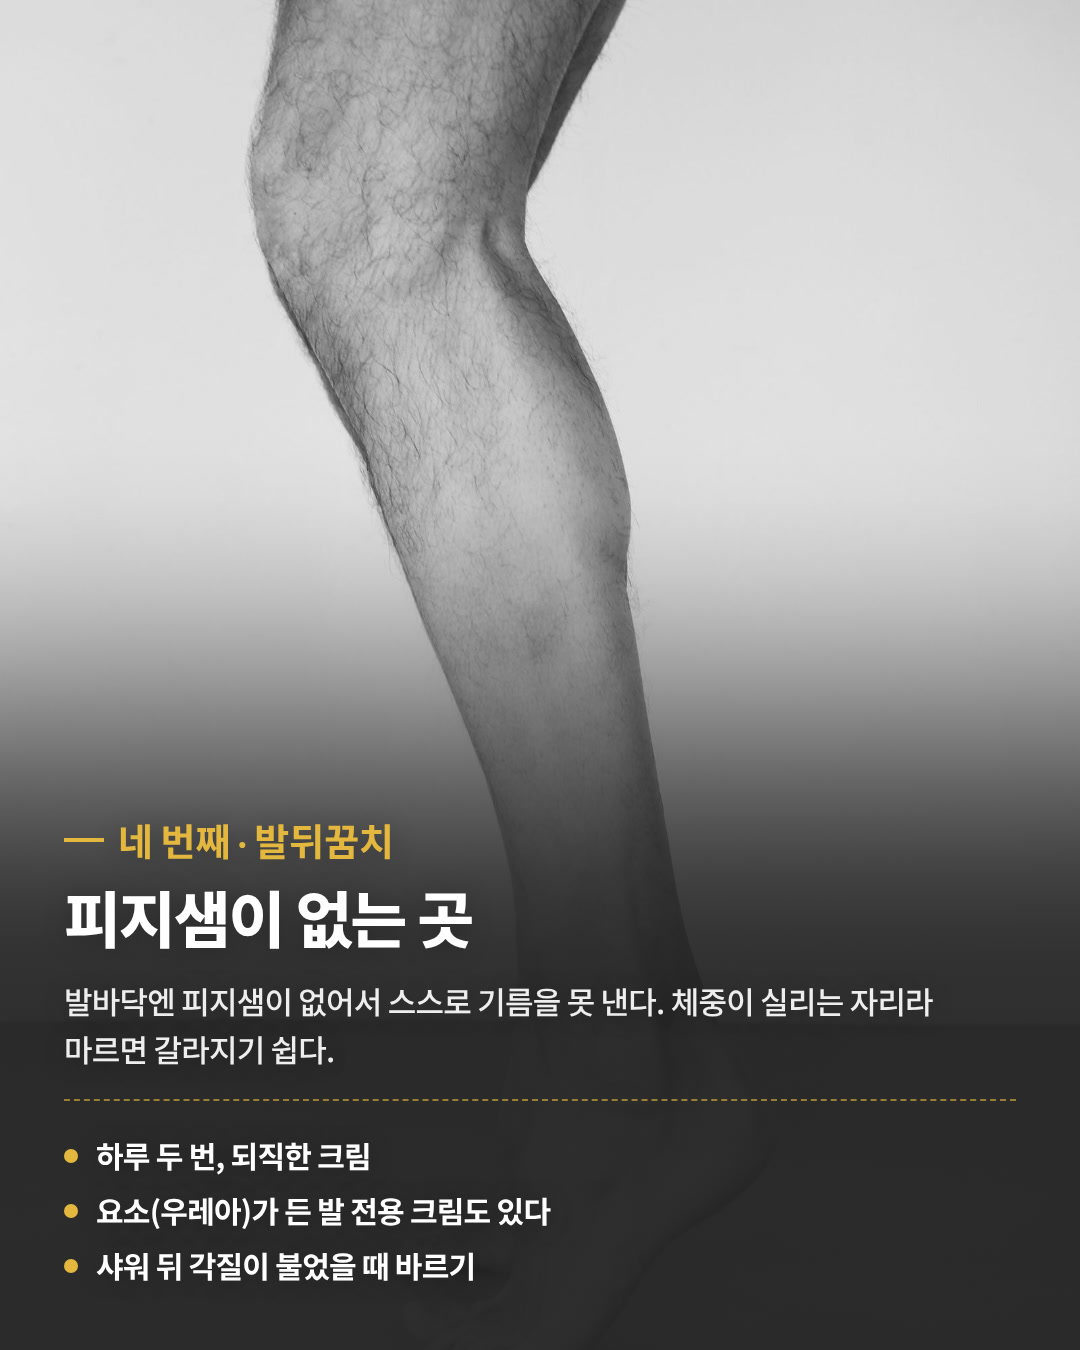 네 번째 · 발뒤꿈치
피지샘이 없는 곳
발바닥엔 피지샘이 없어서 스스로 기름을 못 낸다. 체중이 실리는 자리라
마르면 갈라지기 쉽다.
하루 두 번, 되직한 크림
요소(우레아)가 든 발 전용 크림도 있다
샤워 뒤 각질이 불었을 때 바르기